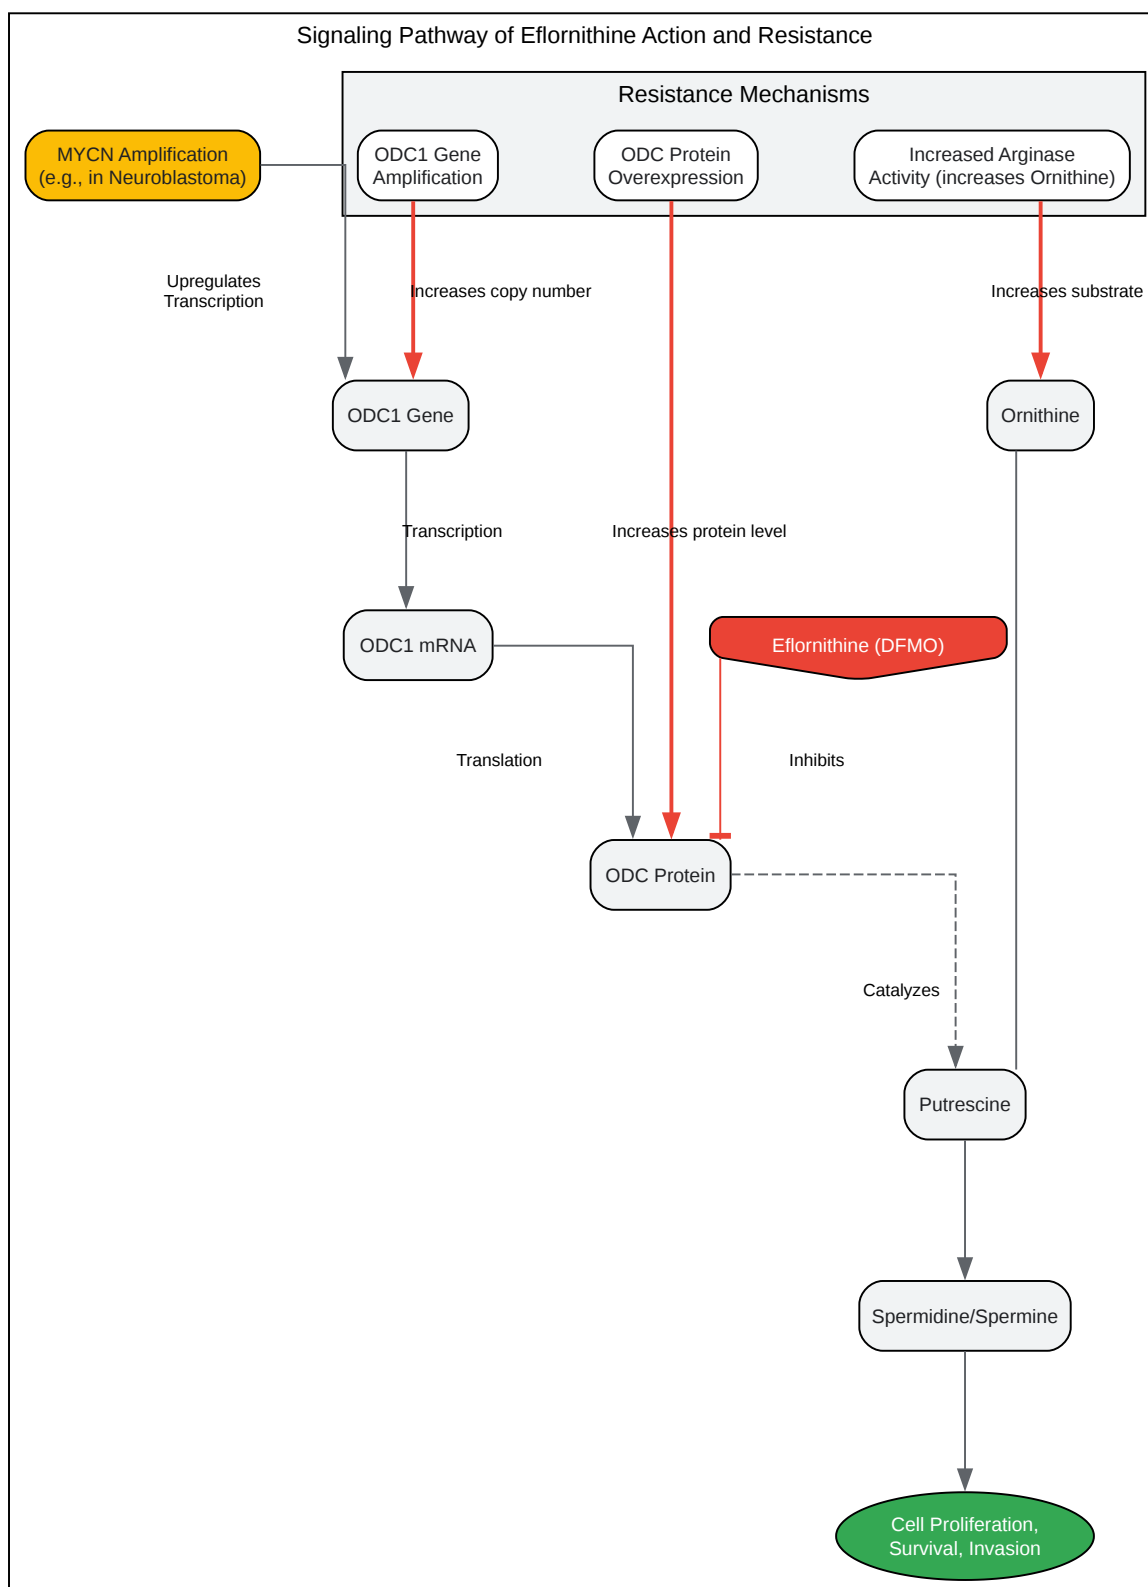 Signaling Pathway of Eflornithine Action and Resistance
Resistance Mechanisms
MYCN Amplification
(e.g., in Neuroblastoma)
ODC1 Gene
Amplification
ODC Protein
Overexpression
Increased Arginase
Activity (increases Ornithine)
Upregulates
Transcription
Increases copy number
Increases substrate
ODC1 Gene
Ornithine
Transcription
Increases protein level
ODC1 mRNA
Eflornithine (DFMO)
Translation
Inhibits
ODC Protein
Catalyzes
Putrescine
Spermidine/Spermine
Cell Proliferation,
Survival, Invasion